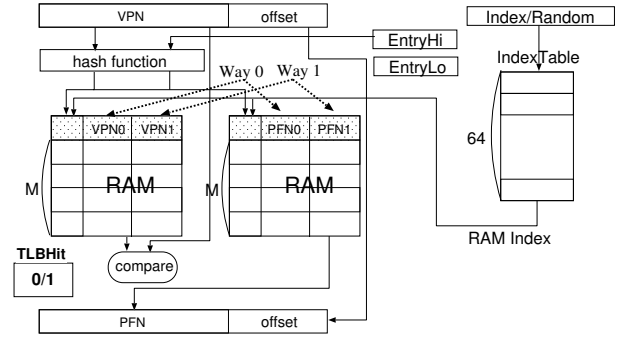 VPN offset
Index/Random
EntryHi
hash function
EntryLo
IndexTable
Way 0 Way 1
VPN0 VPN1
PFN0 PFN1
64
M RAM
M RAM
RAM Index
TLBHit
0/1
compare
PFN offset